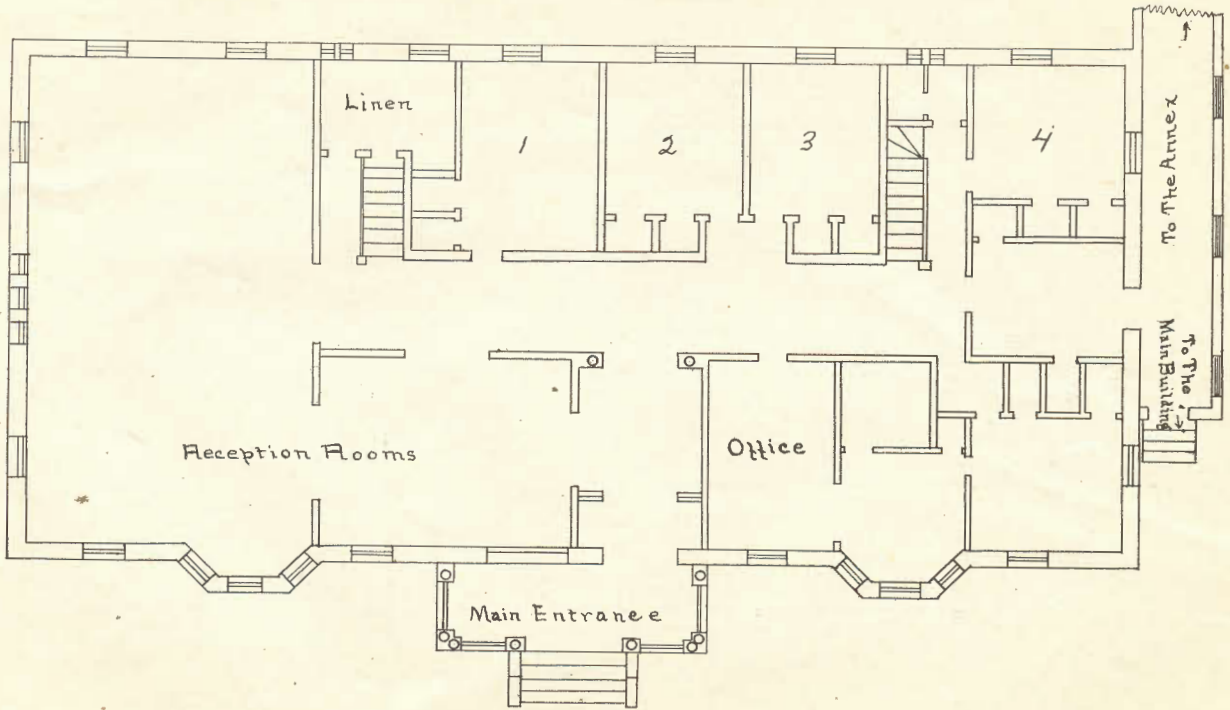 Linen
1
2
3
4
To The Annex
To The
Main Building
Reception Rooms
Office
Main Entrance